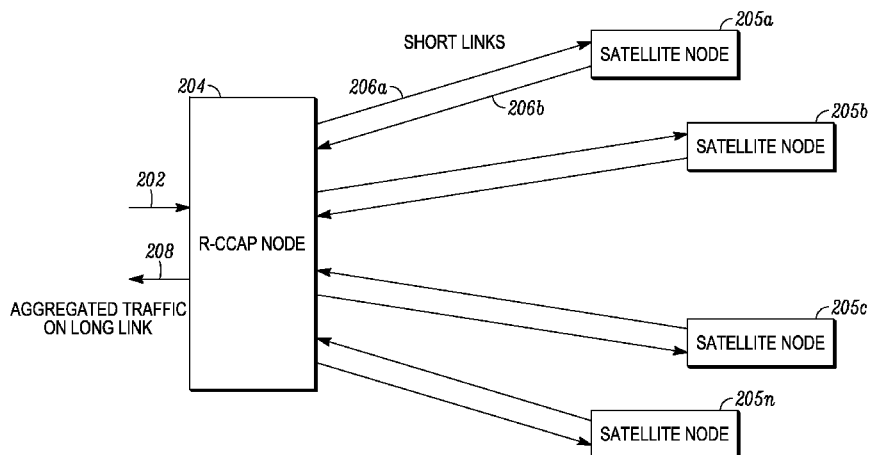 SHORT LINKS
205a
SATELLITE NODE
204
206a
206b
205b
SATELLITE NODE
202
R-CCAP NODE
208
AGGREGATED TRAFFIC
ON LONG LINK
205c
SATELLITE NODE
205n
SATELLITE NODE